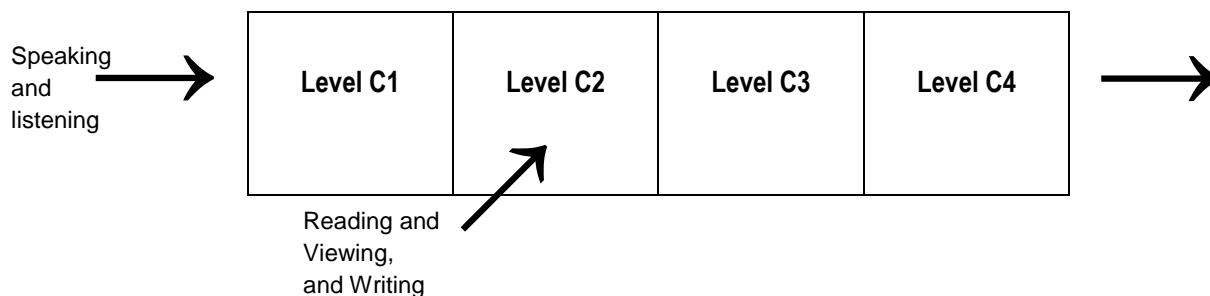 Speaking
and
listening
Level C1
Level C2
Level C3
Level C4
Reading and
Viewing,
and Writing